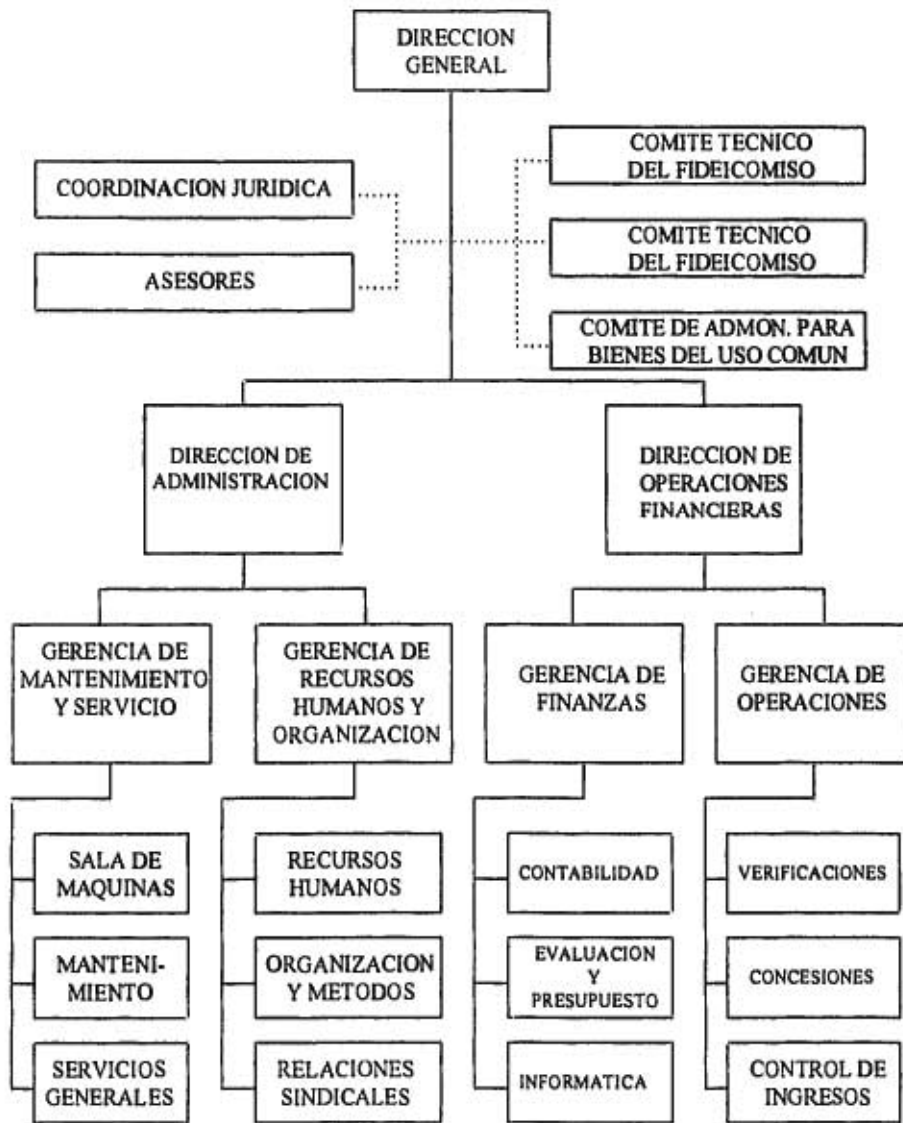 DIRECCION
GENERAL
COORDINACION JURIDICA
ASESORES
COMITE TECNICO
DEL FIDEICOMISO
COMITE TECNICO
DEL FIDEICOMISO
COMITE DE ADMON. PARA
BIENES DEL USO COMUN
DIRECCION DE
ADMINISTRACION
DIRECCION DE
OPERACIONES
FINANCIERAS
GERENCIA DE
MANTENIMIENTO
Y SERVICIO
GERENCIA DE
RECURSOS
HUMANOS Y
ORGANIZACION
GERENCIA DE
FINANZAS
GERENCIA DE
OPERACIONES
SALA DE
MAQUINAS
MANTENI-
MIENTO
SERVICIOS
GENERALES
RECURSOS
HUMANOS
ORGANIZACION
Y METODOS
RELACIONES
SINDICALES
CONTABILIDAD
EVALUACION
Y
PRESUPUESTO
INFORMATICA
VERIFICACIONES
CONCESIONES
CONTROL DE
INGRESOS